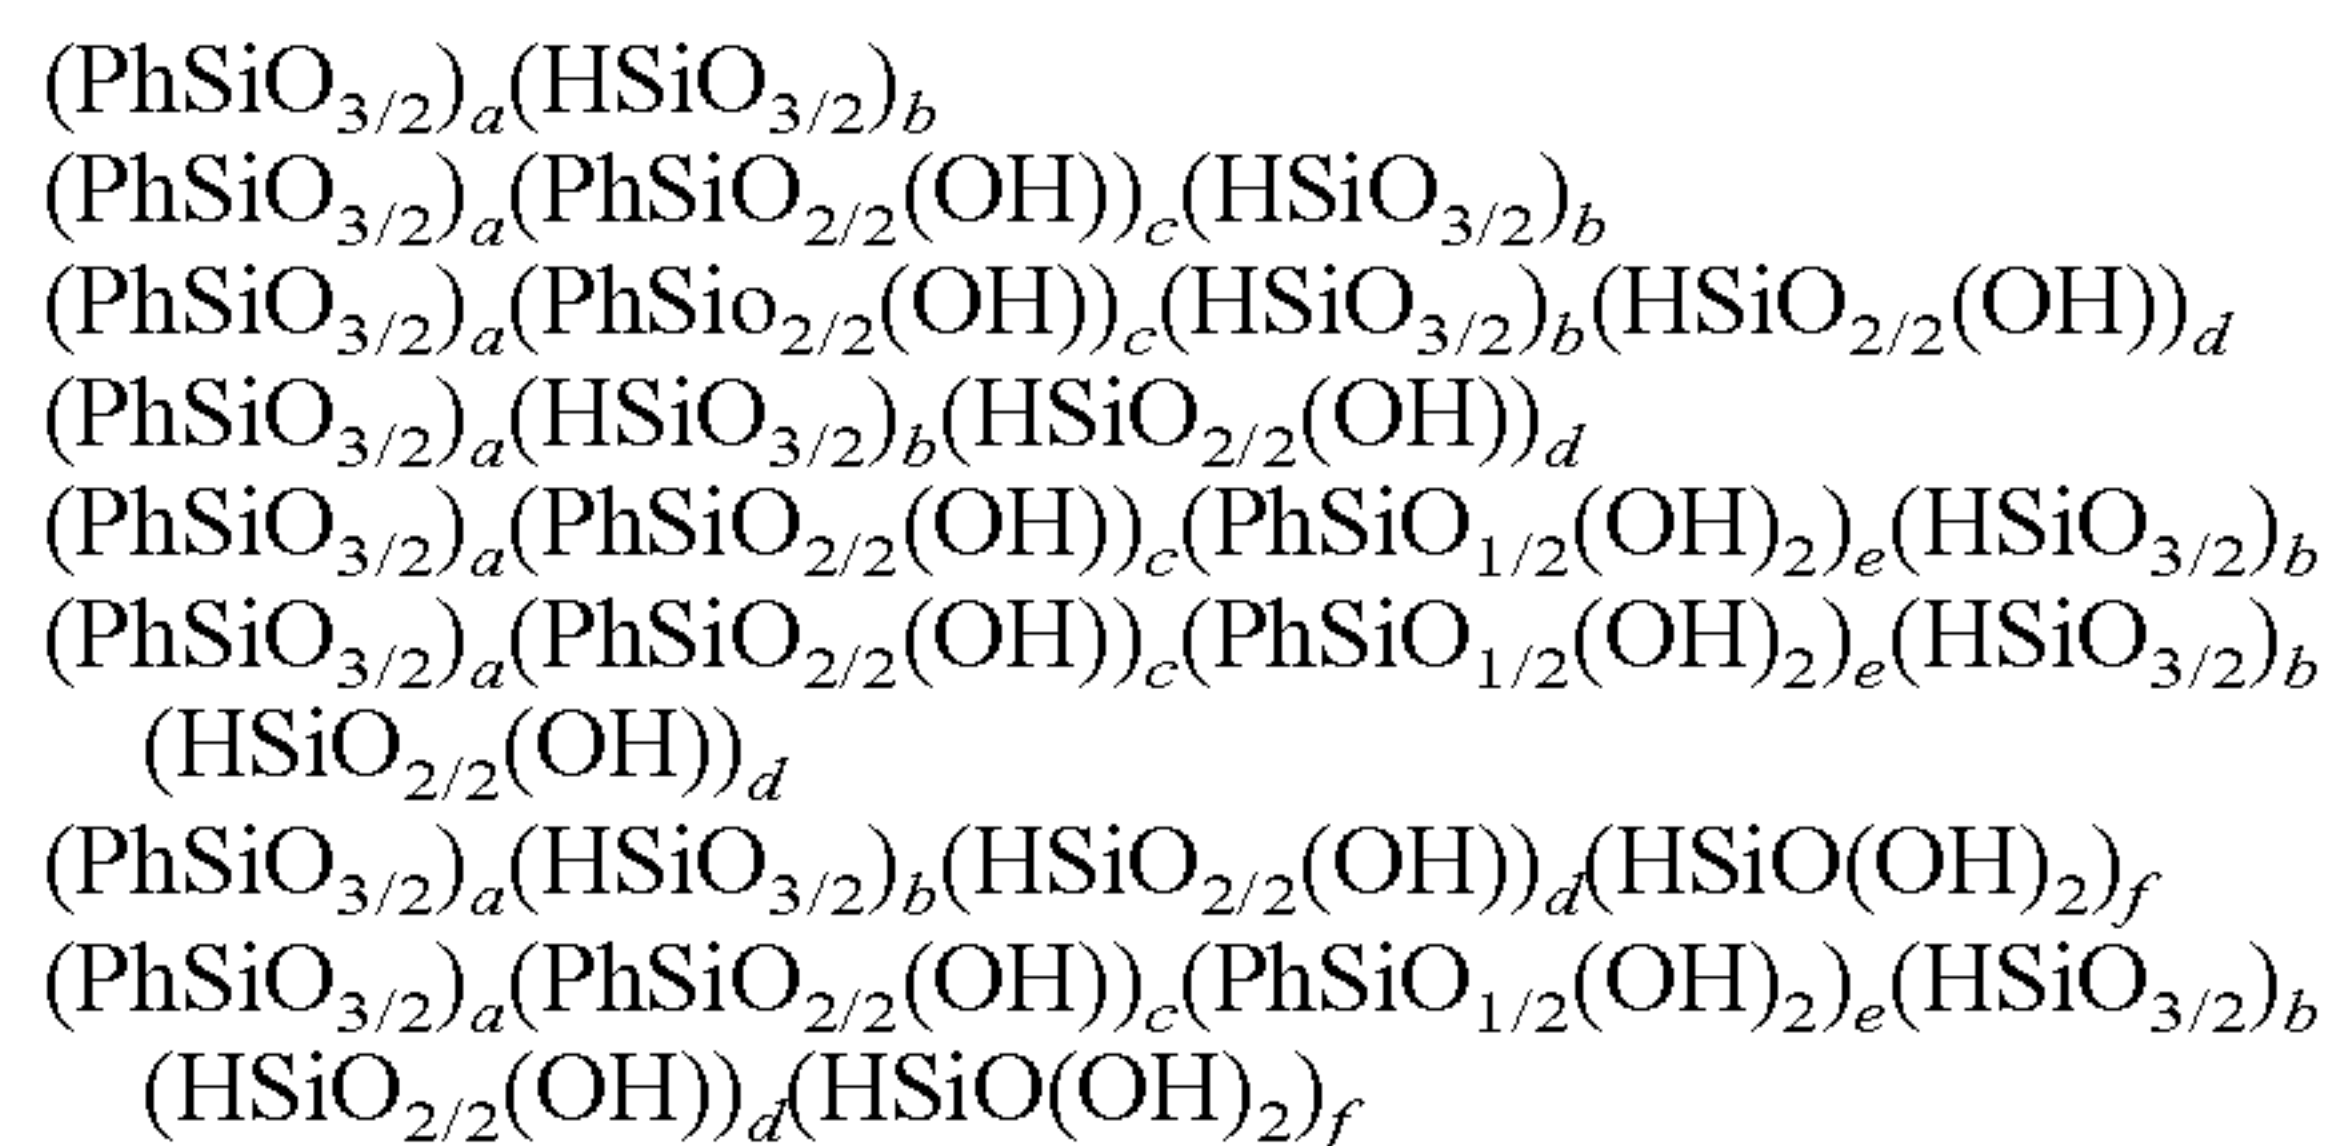 (PhSiO3/2)a(HSiO3/2)b
(PhSiO3/2)a(PhSiO2/2(OH))c(HSiO3/2)b
(PhSiO3/2)a(PhSio2/2(OH))c(HSiO3/2)b(HSiO2/2(OH))d
(PhSiO3/2)a(HSiO3/2)b(HSiO2/2(OH))d
(PhSiO3/2)a(PhSiO2/2(OH))c(PhSiO1/2(OH)2)e(HSiO3/2)b
(PhSiO3/2)a(PhSiO2/2(OH))c(PhSiO1/2(OH)2)e(HSiO3/2)b
(HSiO2/2(OH))d
(PhSiO3/2)a(HSiO3/2)b(HSiO2/2(OH))d(HSiO(OH)2)f
(PhSiO3/2)a(PhSiO2/2(OH))c(PhSiO1/2(OH)2)e(HSiO3/2)b
(HSiO2/2(OH))d(HSiO(OH)2)f